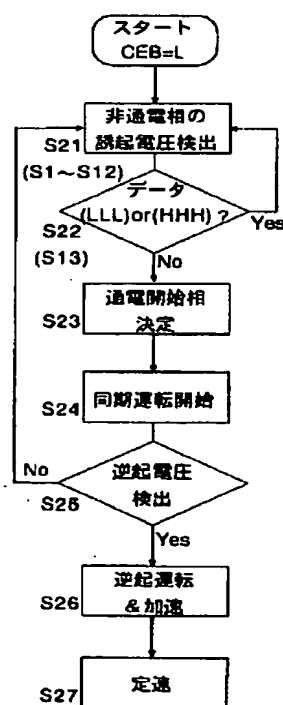 スタート
CEB=L
非通電相の
誘起電圧検出
S21
(S1～S12)
データ
(LLL)or(HHH)？
Yes
S22
(S13)
No
通電開始相
決定
S23
同期運転開始
S24
No
逆起電圧
検出
S25
Yes
逆起運転
&加速
S26
定速
S27